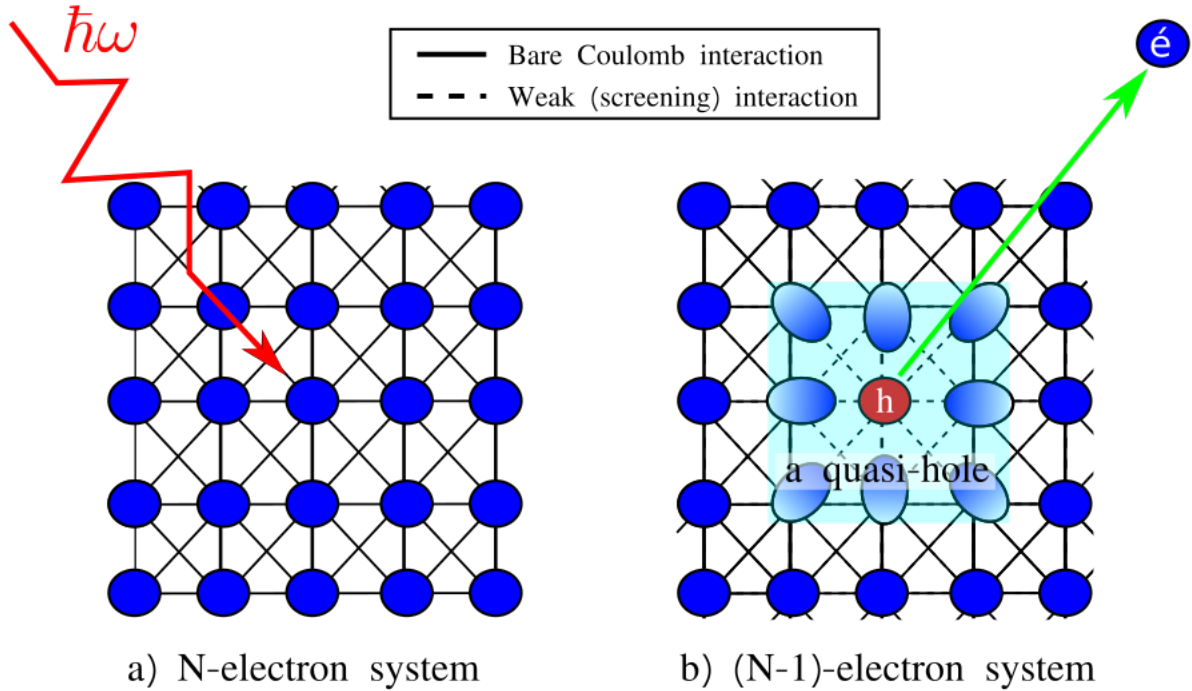 ħω
Bare Coulomb interaction
Weak (screening) interaction
é
h
a quasi-hole
a) N-electron system
b) (N-1)-electron system